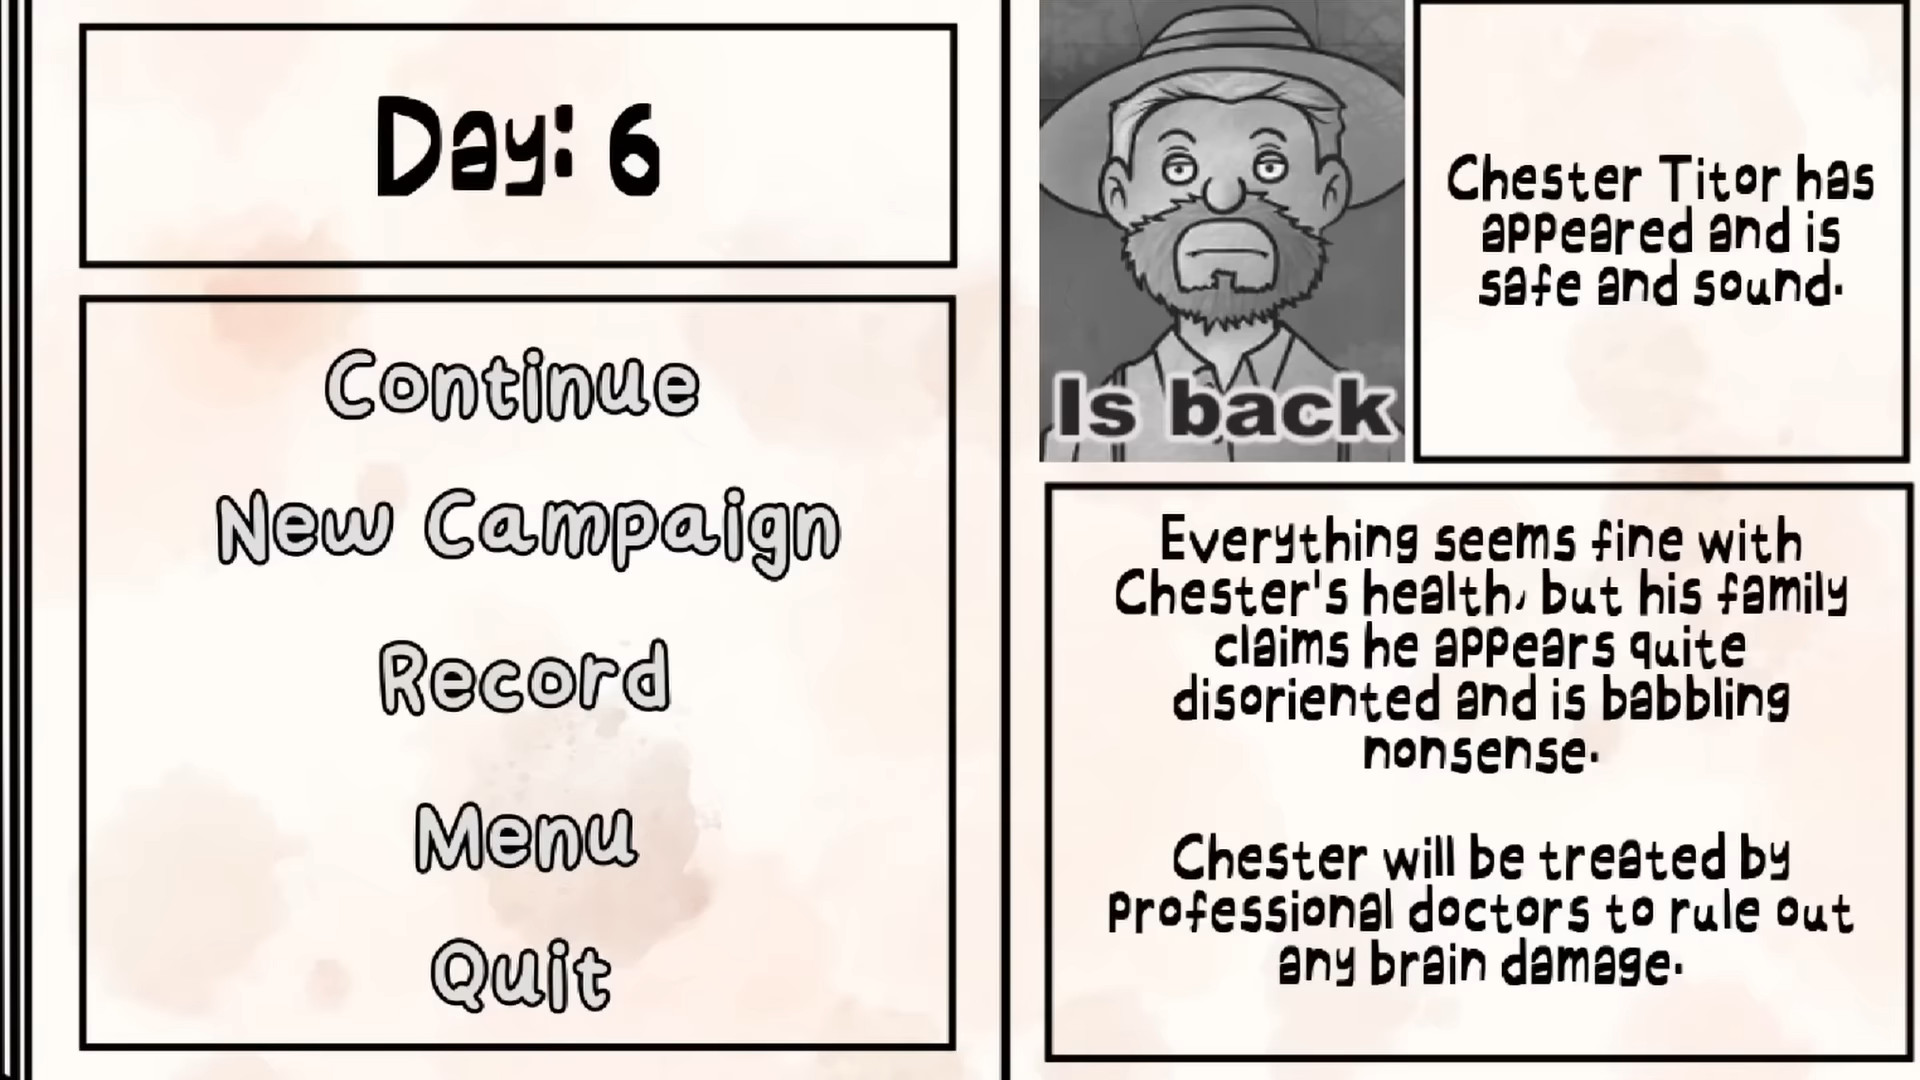 Day: 6
Continue
New Campaign
Record
Menu
Quit
Is back
Chester Titor has
appeared and is
safe and sound.
Everything seems fine with
Chester's health, but his family
claims he appears quite
disoriented and is babbling
nonsense.
Chester will be treated by
professional doctors to rule out
any brain damage.